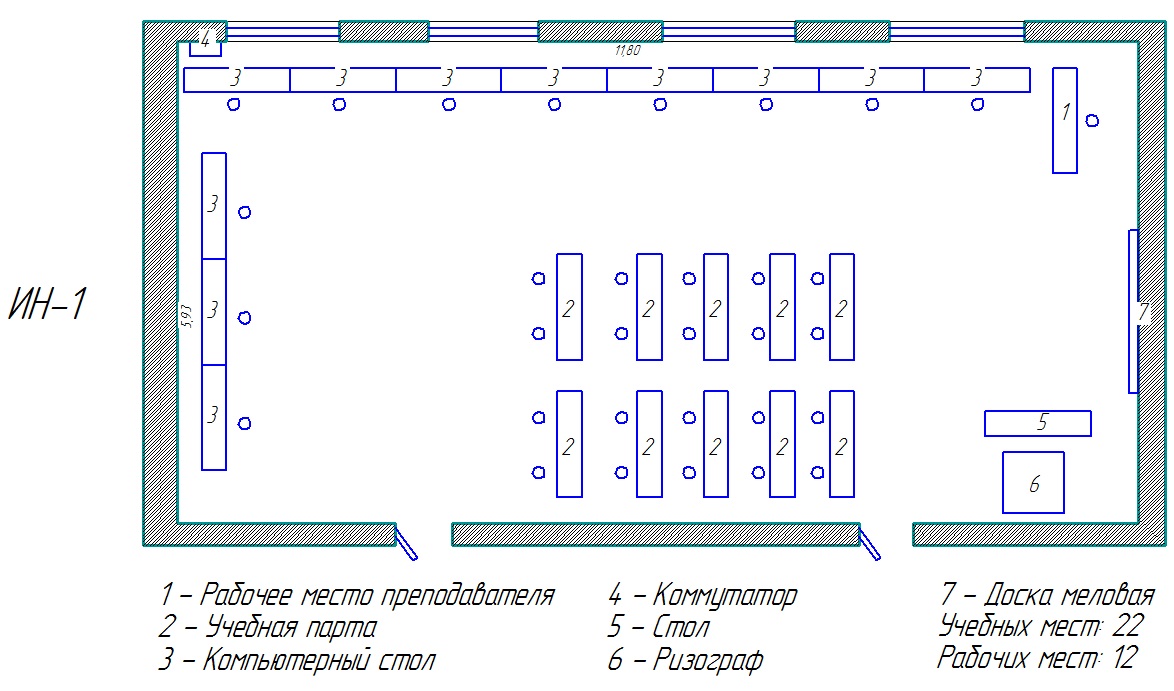 4
11,80
3 3 3 3 3 3 3 3
1
3
3
3
5,93
ИН-1
2 2 2 2 2
7
2 2 2 2 2
5
6
1 - Рабочее место преподавателя
2 - Учебная парта
3 - Компьютерный стол
4 - Коммутатор
5 - Стол
6 - Ризограф
7 - Доска меловая
Учебных мест: 22
Рабочих мест: 12